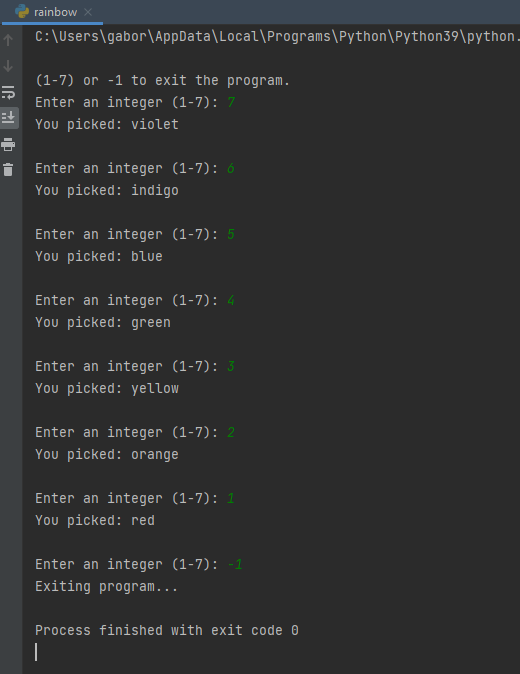 rainbow
C:\Users\gabor\AppData\Local\Programs\Python\Python39\python.
(1-7) or -1 to exit the program.
Enter an integer (1-7): 7
You picked: violet
Enter an integer (1-7): 6
You picked: indigo
Enter an integer (1-7): 5
You picked: blue
Enter an integer (1-7): 4
You picked: green
Enter an integer (1-7): 3
You picked: yellow
Enter an integer (1-7): 2
You picked: orange
Enter an integer (1-7): 1
You picked: red
Enter an integer (1-7): -1
Exiting program...
Process finished with exit code 0